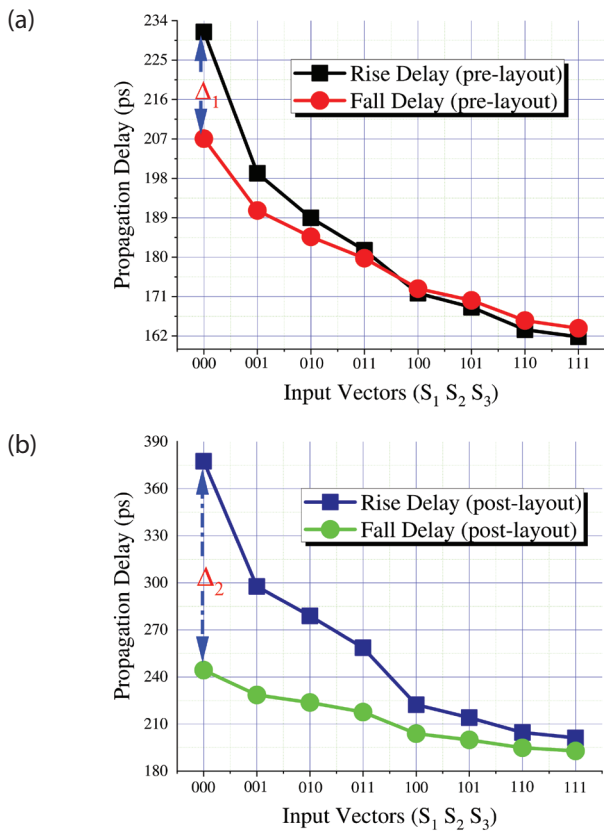 (a)
234
225
216
207
198
189
180
171
162
Propagation Delay (ps)
Rise Delay (pre-layout)
Fall Delay (pre-layout)
Δ₁
000 001 010 011 100 101 110 111
Input Vectors (S₁ S₂ S₃)
(b)
390
360
330
300
270
240
210
180
Propagation Delay (ps)
Rise Delay (post-layout)
Fall Delay (post-layout)
Δ₂
000 001 010 011 100 101 110 111
Input Vectors (S₁ S₂ S₃)